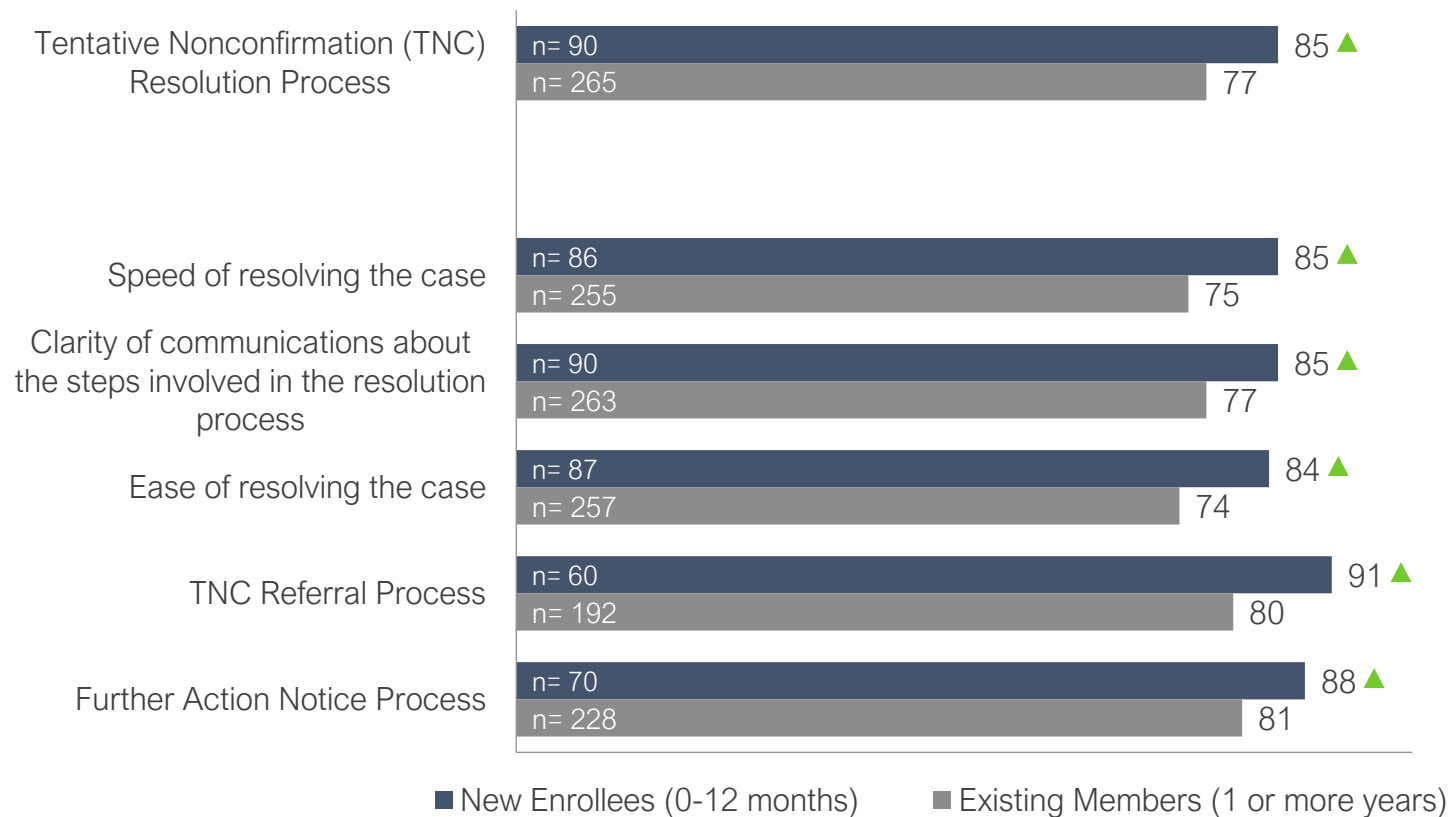 Tentative Nonconfirmation (TNC)
Resolution Process
n= 90
85
n= 265
77
Speed of resolving the case
n= 86
85
n= 255
75
Clarity of communications about
the steps involved in the resolution
process
n= 90
85
n= 263
77
Ease of resolving the case
n= 87
84
n= 257
74
TNC Referral Process
n= 60
91
n= 192
80
Further Action Notice Process
n= 70
88
n= 228
81
New Enrollees (0-12 months)
Existing Members (1 or more years)